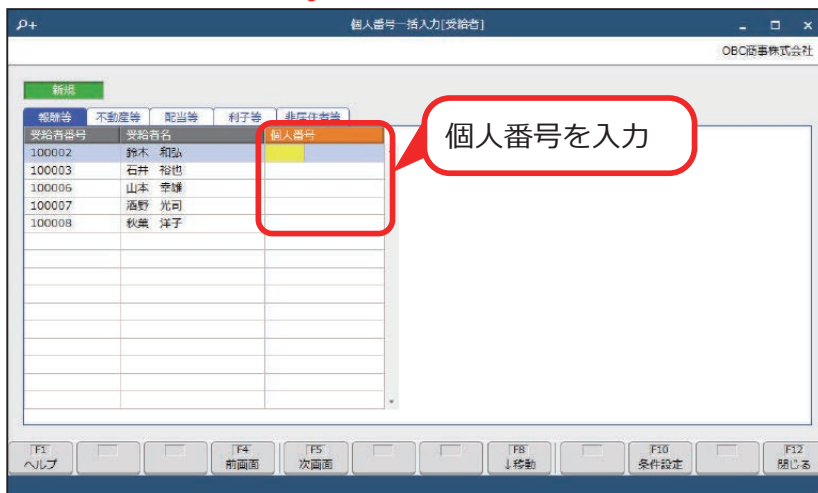 個人番号一括入力[受給者]
OBC商事株式会社
新規
報酬等 不動産等 配当等 利子等 非居住者等
受給者番号 受給者名 個人番号
個人番号を入力
100002 鈴木 和弘
100003 石井 裕也
100006 山本 幸雄
100007 酒野 光司
100008 秋葉 洋子
F1 F4 F5 F8 F10 F12
ヘルプ 前画面 次画面 ↓移動 条件設定 閉じる